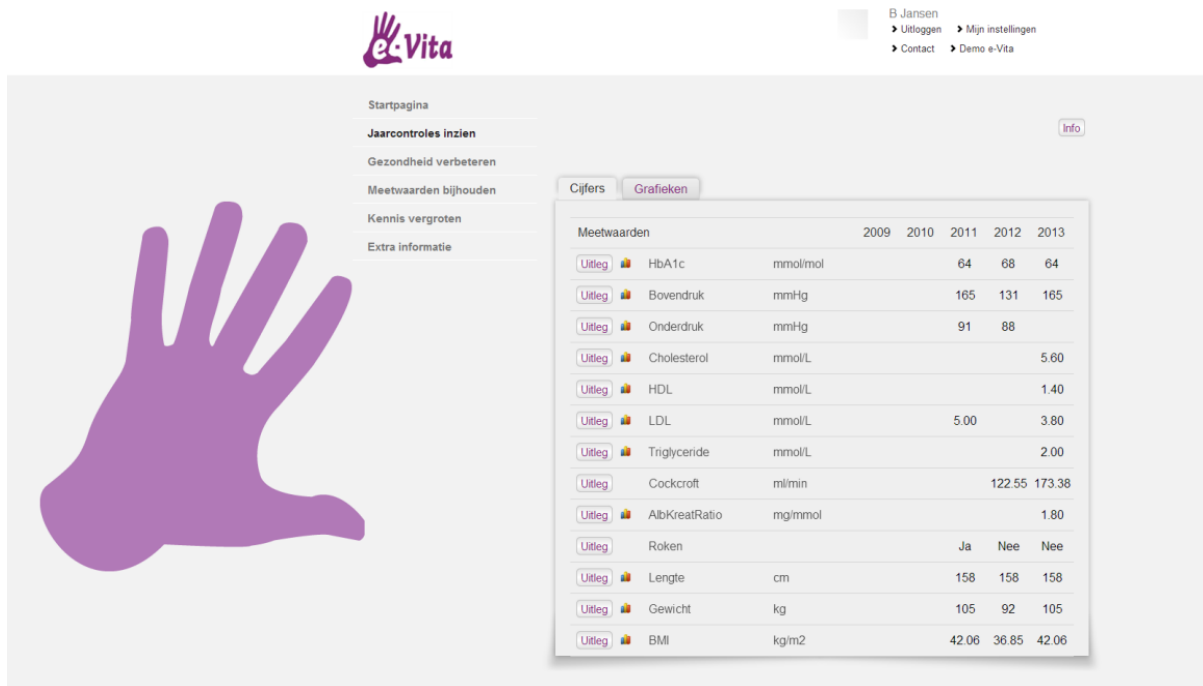 e-Vita
B Jansen
Uitloggen Mijn instellingen
Contact Demo e-Vita
Startpagina
Jaarcontroles inzien
Gezondheid verbeteren
Meetwaarden bijhouden
Kennis vergroten
Extra informatie
Info
Cijfers Grafieken
Meetwaarden 2009 2010 2011 2012 2013
Uitleg HbA1c mmol/mol 64 68 64
Uitleg Bovendruk mmHg 165 131 165
Uitleg Onderdruk mmHg 91 88
Uitleg Cholesterol mmol/L 5.60
Uitleg HDL mmol/L 1.40
Uitleg LDL mmol/L 5.00 3.80
Uitleg Triglyceride mmol/L 2.00
Uitleg Cockcroft ml/min 122.55 173.38
Uitleg AlbKreatRatio mg/mmol 1.80
Uitleg Roken Ja Nee Nee
Uitleg Lengte cm 158 158 158
Uitleg Gewicht kg 105 92 105
Uitleg BMI kg/m2 42.06 36.85 42.06